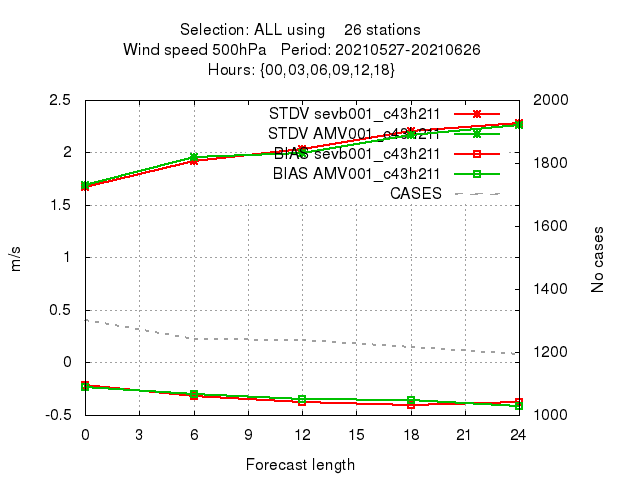 Selection: ALL using 26 stations
Wind speed 500hPa Period: 20210527-20210626
Hours: {00,03,06,09,12,18}
2.5
2
1.5
1
0.5
0
-0.5
m/s
STDV sevb001_c43h211
STDV AMV001_c43h211
BIAS sevb001_c43h211
BIAS AMV001_c43h211
CASES
2000
1800
1600
1400
1200
1000
No cases
0 3 6 9 12 15 18 21 24
Forecast length